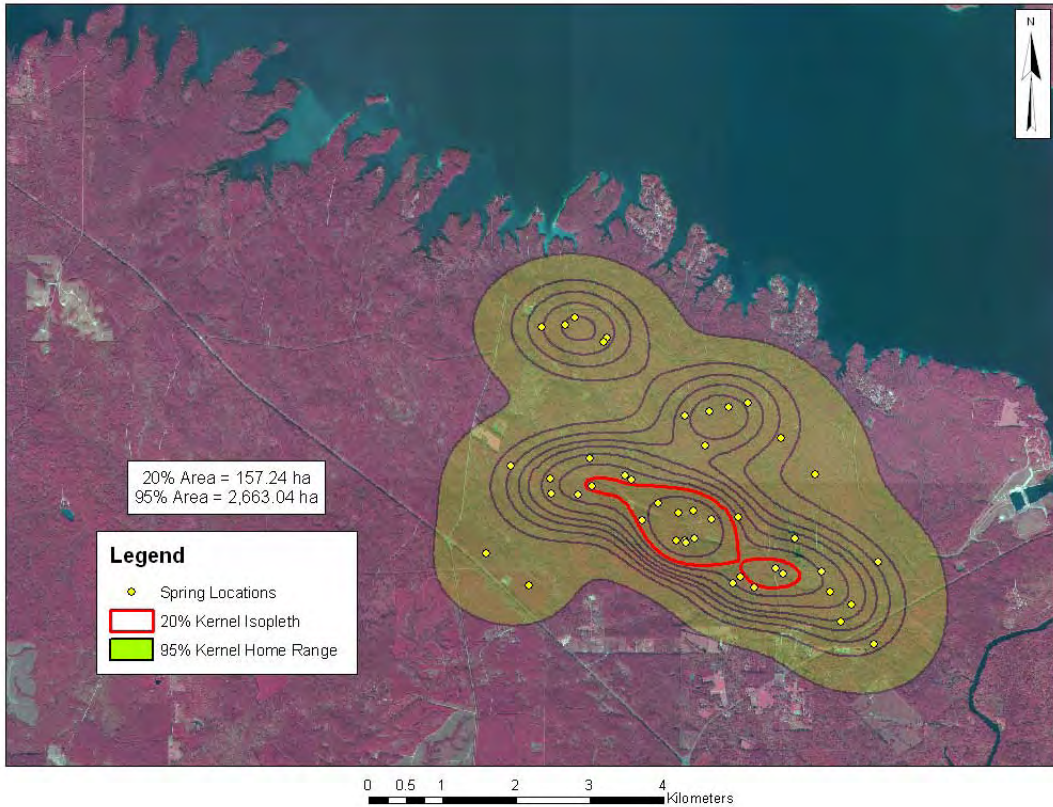 N
20% Area = 157.24 ha
95% Area = 2,663.04 ha
Legend
Spring Locations
20% Kernel Isopleth
95% Kernel Home Range
0 0.5 1 2 3 4
Kilometers